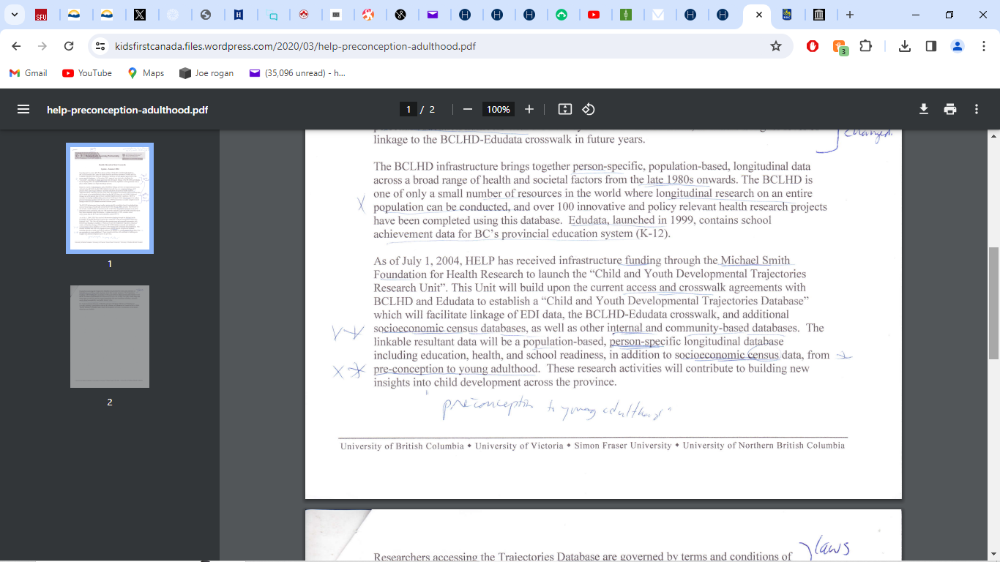 SFU
RBC
kidsfirstcanada.files.wordpress.com/2020/03/help-preconception-adulthood.pdf
3
Gmail
YouTube
Maps
Joe rogan
(35,096 unread) - h...
help-preconception-adulthood.pdf
1 / 2
100%
1
2
linkage to the BCLHD-Edudata crosswalk in future years.
changed.
The BCLHD infrastructure brings together person-specific, population-based, longitudinal data
across a broad range of health and societal factors from the late 1980s onwards. The BCLHD is
one of only a small number of resources in the world where longitudinal research on an entire
X population can be conducted, and over 100 innovative and policy relevant health research projects
have been completed using this database. Edudata, launched in 1999, contains school
achievement data for BC's provincial education system (K-12).
As of July 1, 2004, HELP has received infrastructure funding through the Michael Smith
Foundation for Health Research to launch the “Child and Youth Developmental Trajectories
Research Unit”. This Unit will build upon the current access and crosswalk agreements with
BCLHD and Edudata to establish a “Child and Youth Developmental Trajectories Database”
which will facilitate linkage of EDI data, the BCLHD-Edudata crosswalk, and additional
socioeconomic census databases, as well as other internal and community-based databases. The
linkable resultant data will be a population-based, person-specific longitudinal database
including education, health, and school readiness, in addition to socioeconomic census data, from
X * pre-conception to young adulthood. These research activities will contribute to building new
insights into child development across the province.
"preconception to young adulthood"
University of British Columbia ♦ University of Victoria ♦ Simon Fraser University ♦ University of Northern British Columbia
laws
Researchers accessing the Trajectories Database are governed by terms and conditions of